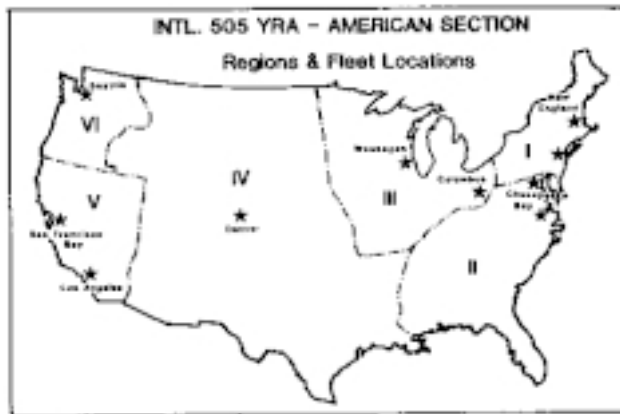 INTL. 505 YRA - AMERICAN SECTION
Regions & Fleet Locations
Seattle
VI
New
England
I
Waukegan
Columbus
IV
III
V
Chesapeake
Bay
San Francisco
Bay
Denver
II
Los Angeles